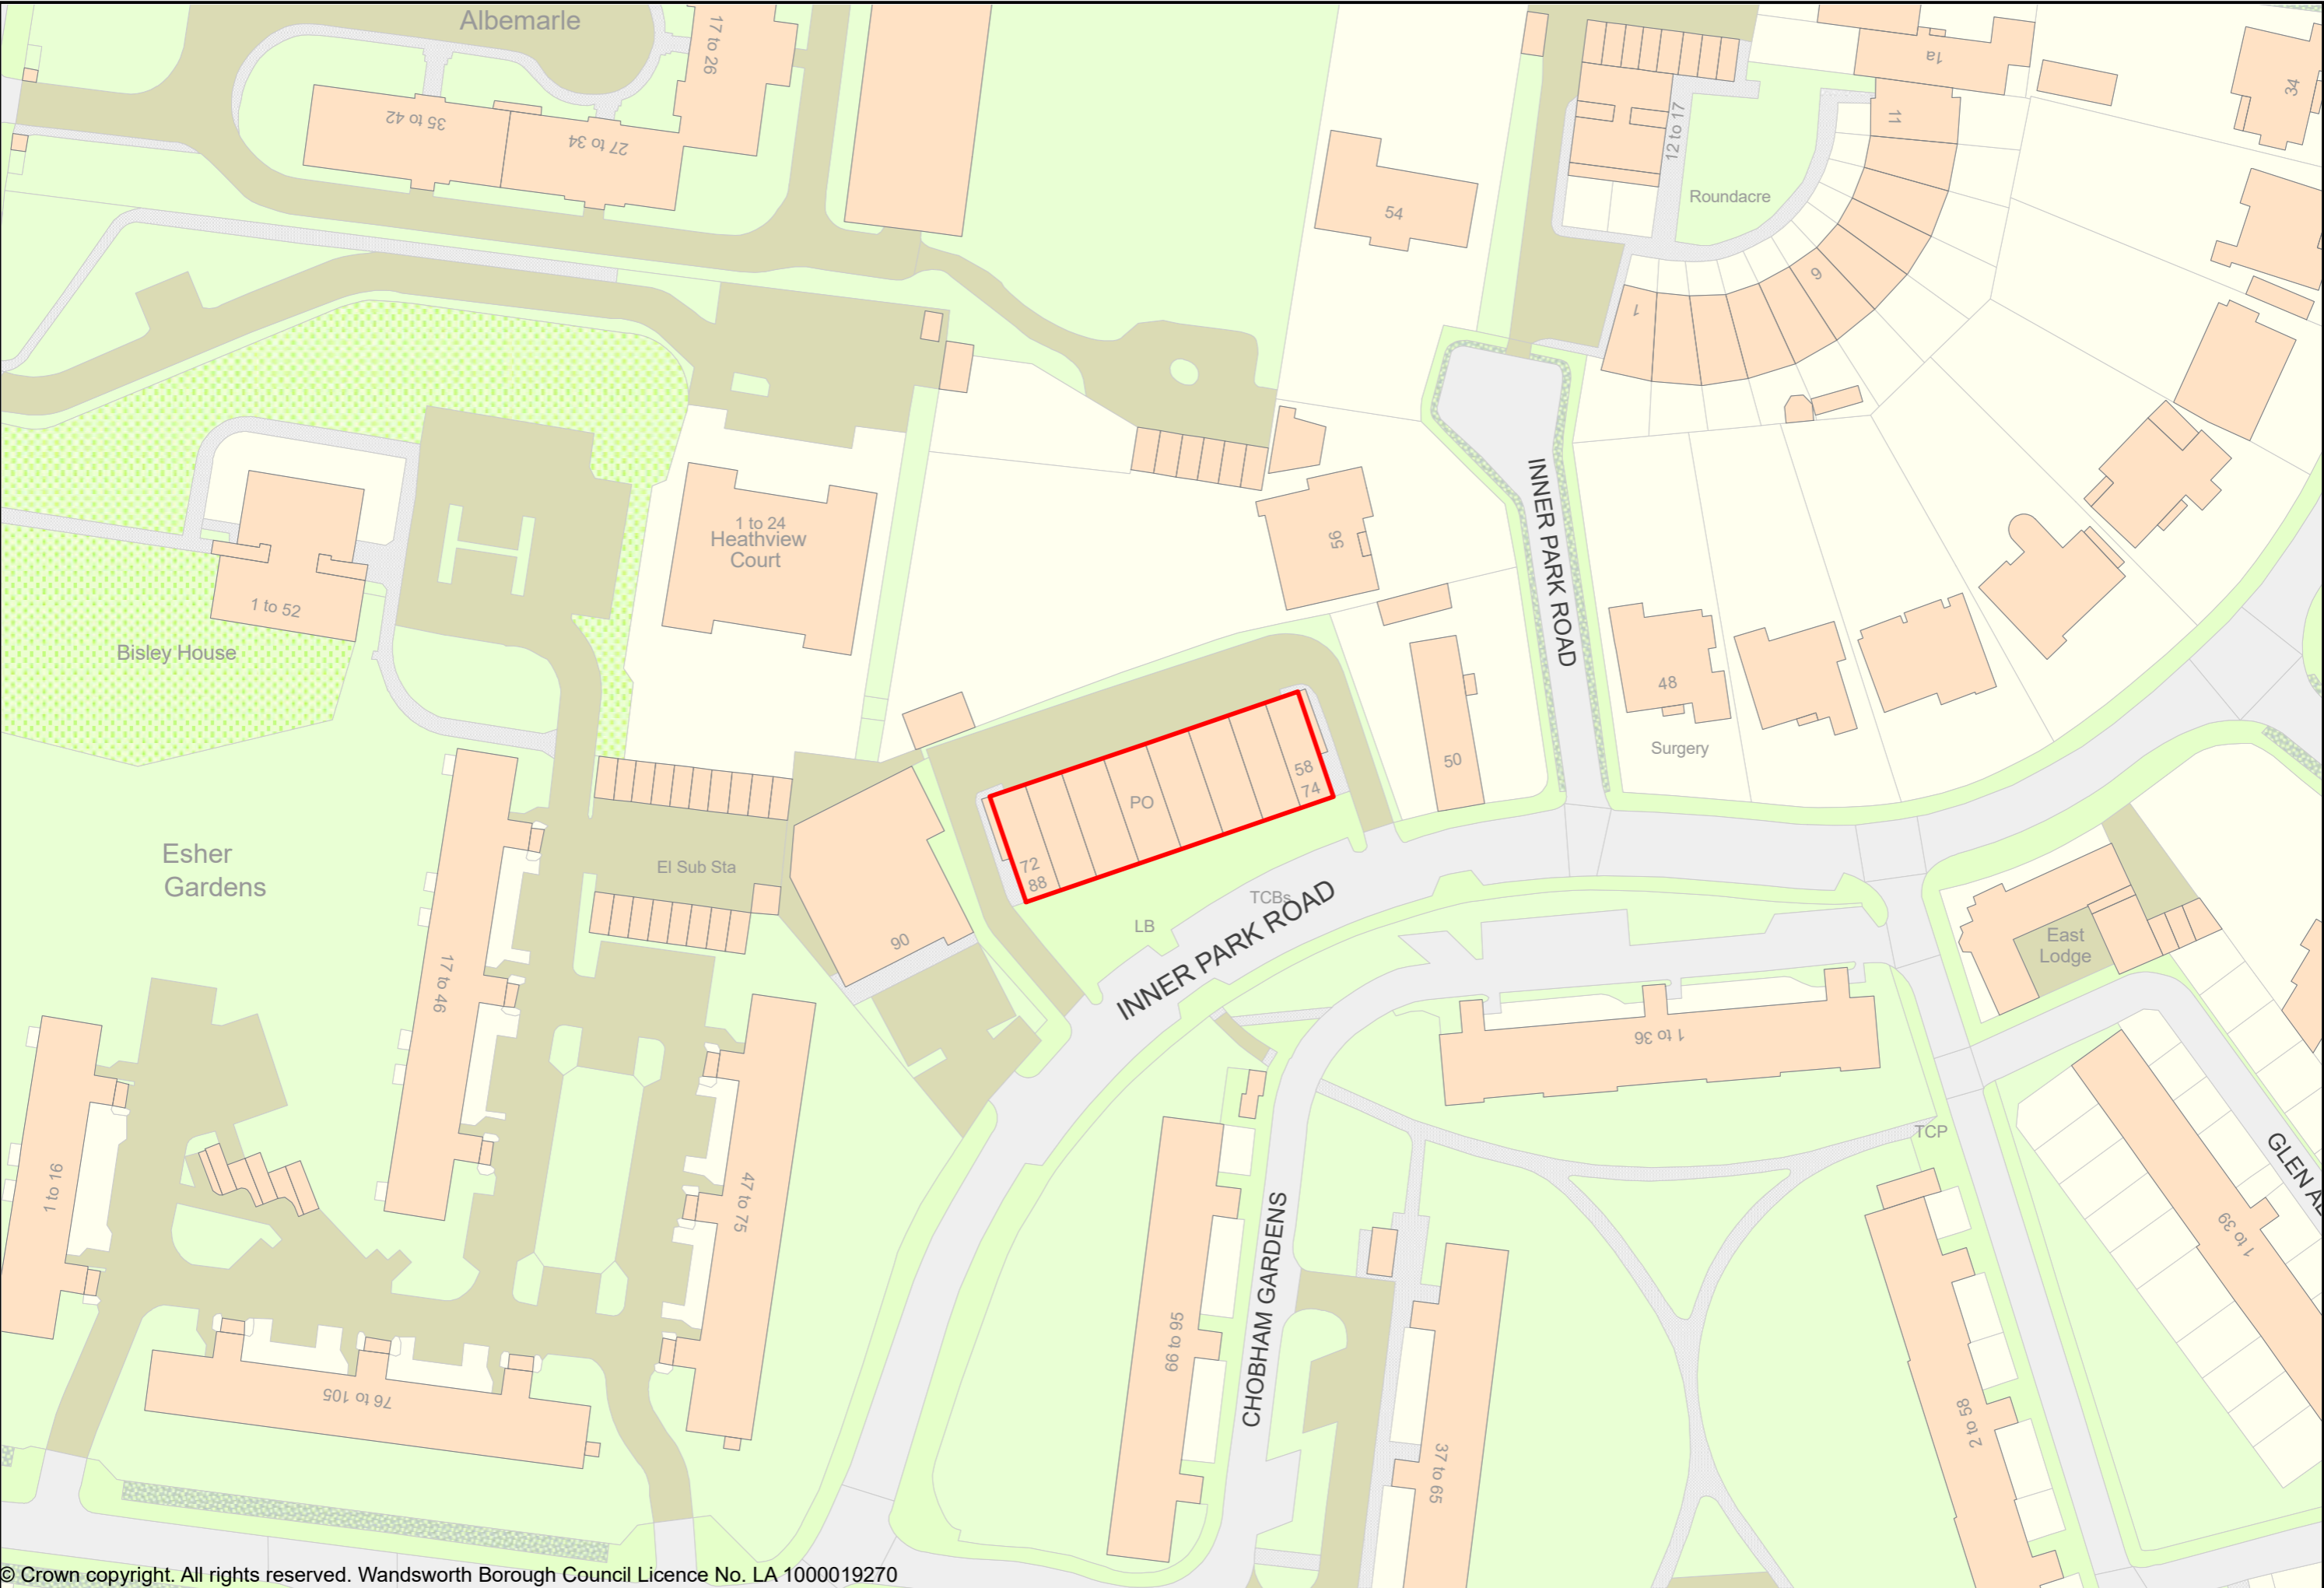 Albemarle
17 to 26
35 to 42
27 to 34
1a
34
11
12 to 17
Roundacre
54
9
1
INNER PARK ROAD
1 to 24
Heathview
Court
56
1 to 52
Bisley House
48
Surgery
50
58
74
PO
72
88
Esher
Gardens
El Sub Sta
90
LB
TCBs
INNER PARK ROAD
East
Lodge
17 to 46
1 to 36
TCP
1 to 19
47 to 75
GLEN AL
1 to 39
CHOBHAM GARDENS
66 to 95
76 to 105
37 to 65
2 to 58
© Crown copyright. All rights reserved. Wandsworth Borough Council Licence No. LA 1000019270